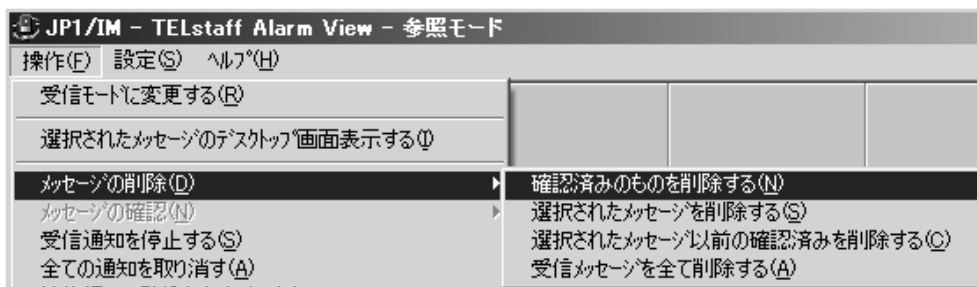 JP1/IM - TELstaff Alarm View - 参照モード
操作(F) 設定(S) ヘルプ(H)
受信モードに変更する(R)
選択されたメッセージのデスクトップ画面表示する(I)
メッセージの削除(D)
メッセージの確認(N)
受信通知を停止する(S)
全ての通知を取り消す(A)
確認済みのものを削除する(N)
選択されたメッセージを削除する(S)
選択されたメッセージ以前の確認済みを削除する(C)
受信メッセージを全て削除する(A)